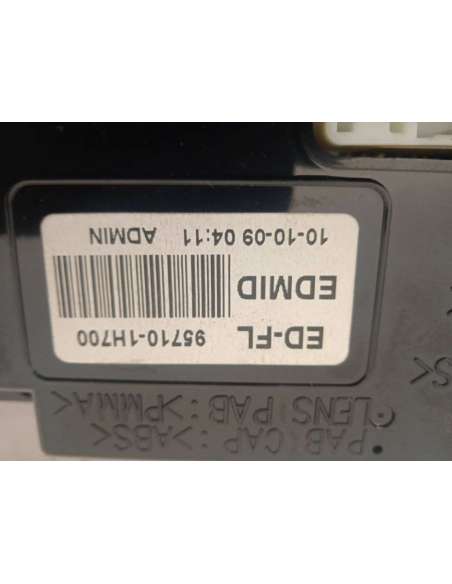 PAB CAP : >ABS<
LENS PAB : >PMMA<
ED-FL
95710-1H700
EDMID
10-10-09 04:11 ADMIN